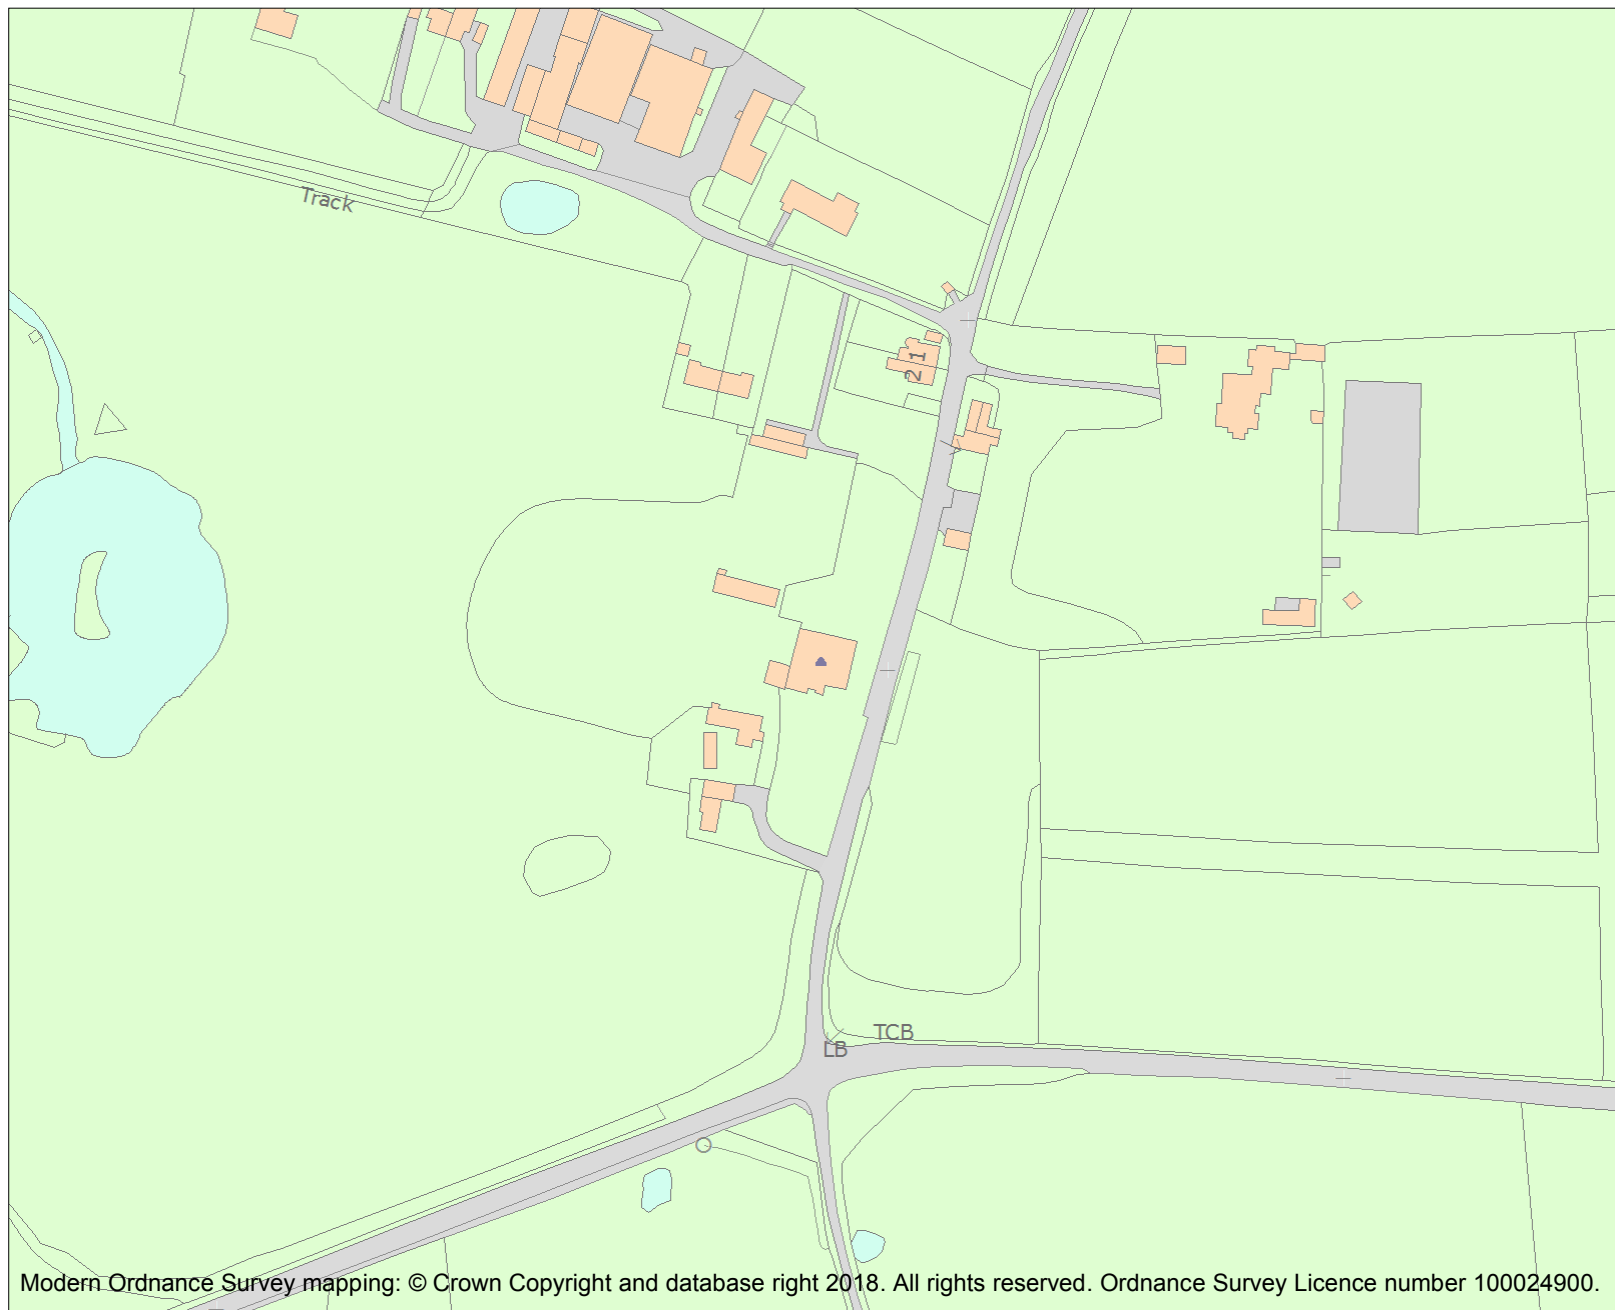 Track
1
2
TCB
LB
Modern Ordnance Survey mapping: © Crown Copyright and database right 2018. All rights reserved. Ordnance Survey Licence number 100024900.